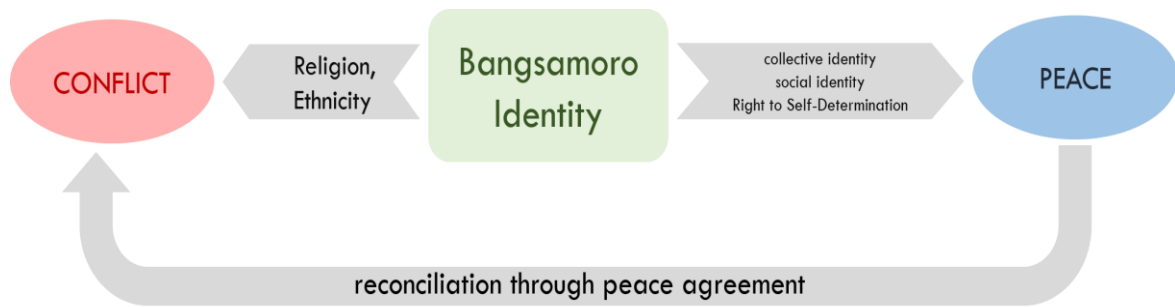 CONFLICT
Religion,
Ethnicity
Bangsamoro
Identity
collective identity
social identity
Right to Self-Determination
PEACE
reconciliation through peace agreement